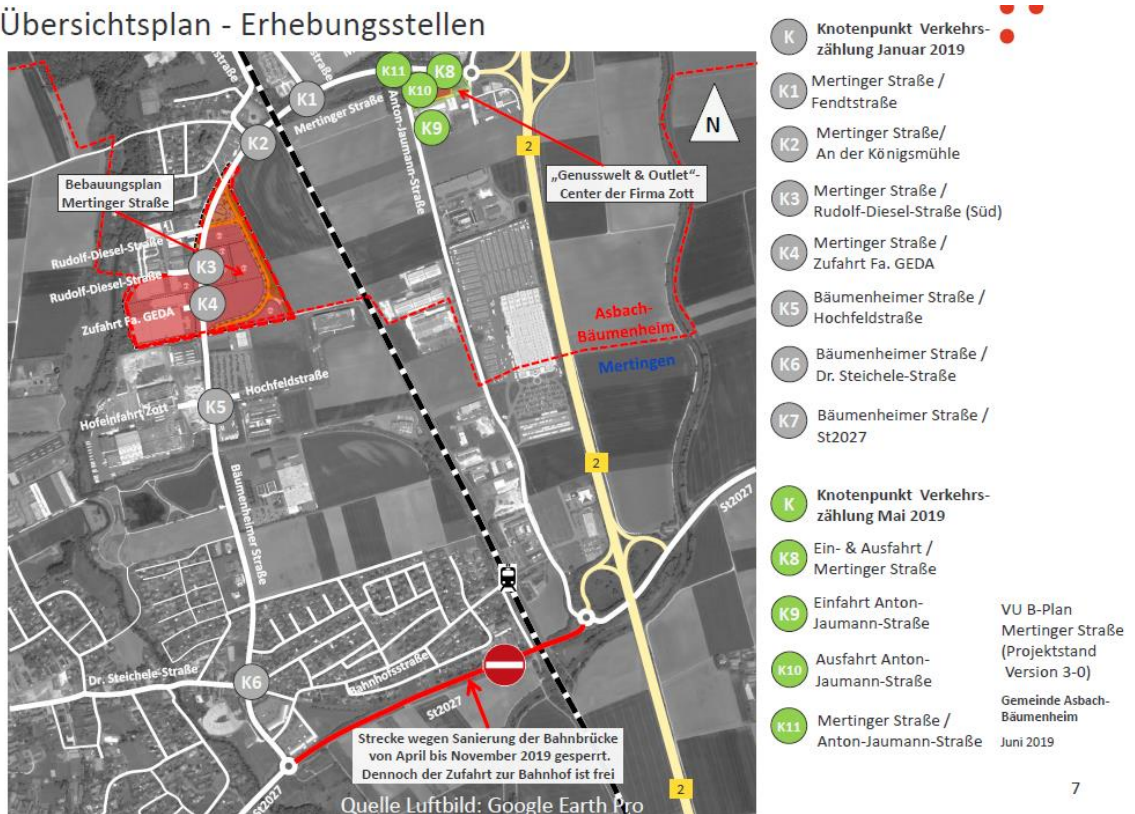 Übersichtsplan - Erhebungsstellen
K11
K8
K10
K9
K1
K2
Mertinger Straße
Anton-Jaumann-Straße
2
N
„Genusswelt & Outlet“-
Center der Firma Zott
Bebauungsplan
Mertinger Straße
Rudolf-Diesel-Straße
K3
Rudolf-Diesel-Straße
K4
Zufahrt Fa. GEDA
Asbach-
Bäumenheim
Mertingen
Hochfeldstraße
K5
Hofeinfahrt Zott
2
Bäumenheimer Straße
St2027
Dr. Steichele-Straße
K6
Bahnhofsstraße
St2027
Strecke wegen Sanierung der Bahnbrücke
von April bis November 2019 gesperrt.
Dennoch der Zufahrt zur Bahnhof ist frei
St2027
2
Quelle Luftbild: Google Earth Pro
K
Knotenpunkt Verkehrs-
zählung Januar 2019
K1
Mertinger Straße /
Fendtstraße
K2
Mertinger Straße/
An der Königsmühle
K3
Mertinger Straße /
Rudolf-Diesel-Straße (Süd)
K4
Mertinger Straße /
Zufahrt Fa. GEDA
K5
Bäumenheimer Straße /
Hochfeldstraße
K6
Bäumenheimer Straße /
Dr. Steichele-Straße
K7
Bäumenheimer Straße /
St2027
K
Knotenpunkt Verkehrs-
zählung Mai 2019
K8
Ein- & Ausfahrt /
Mertinger Straße
K9
Einfahrt Anton-
Jaumann-Straße
K10
Ausfahrt Anton-
Jaumann-Straße
K11
Mertinger Straße /
Anton-Jaumann-Straße
VU B-Plan
Mertinger Straße
(Projektstand
Version 3-0)
Gemeinde Asbach-
Bäumenheim
Juni 2019
7